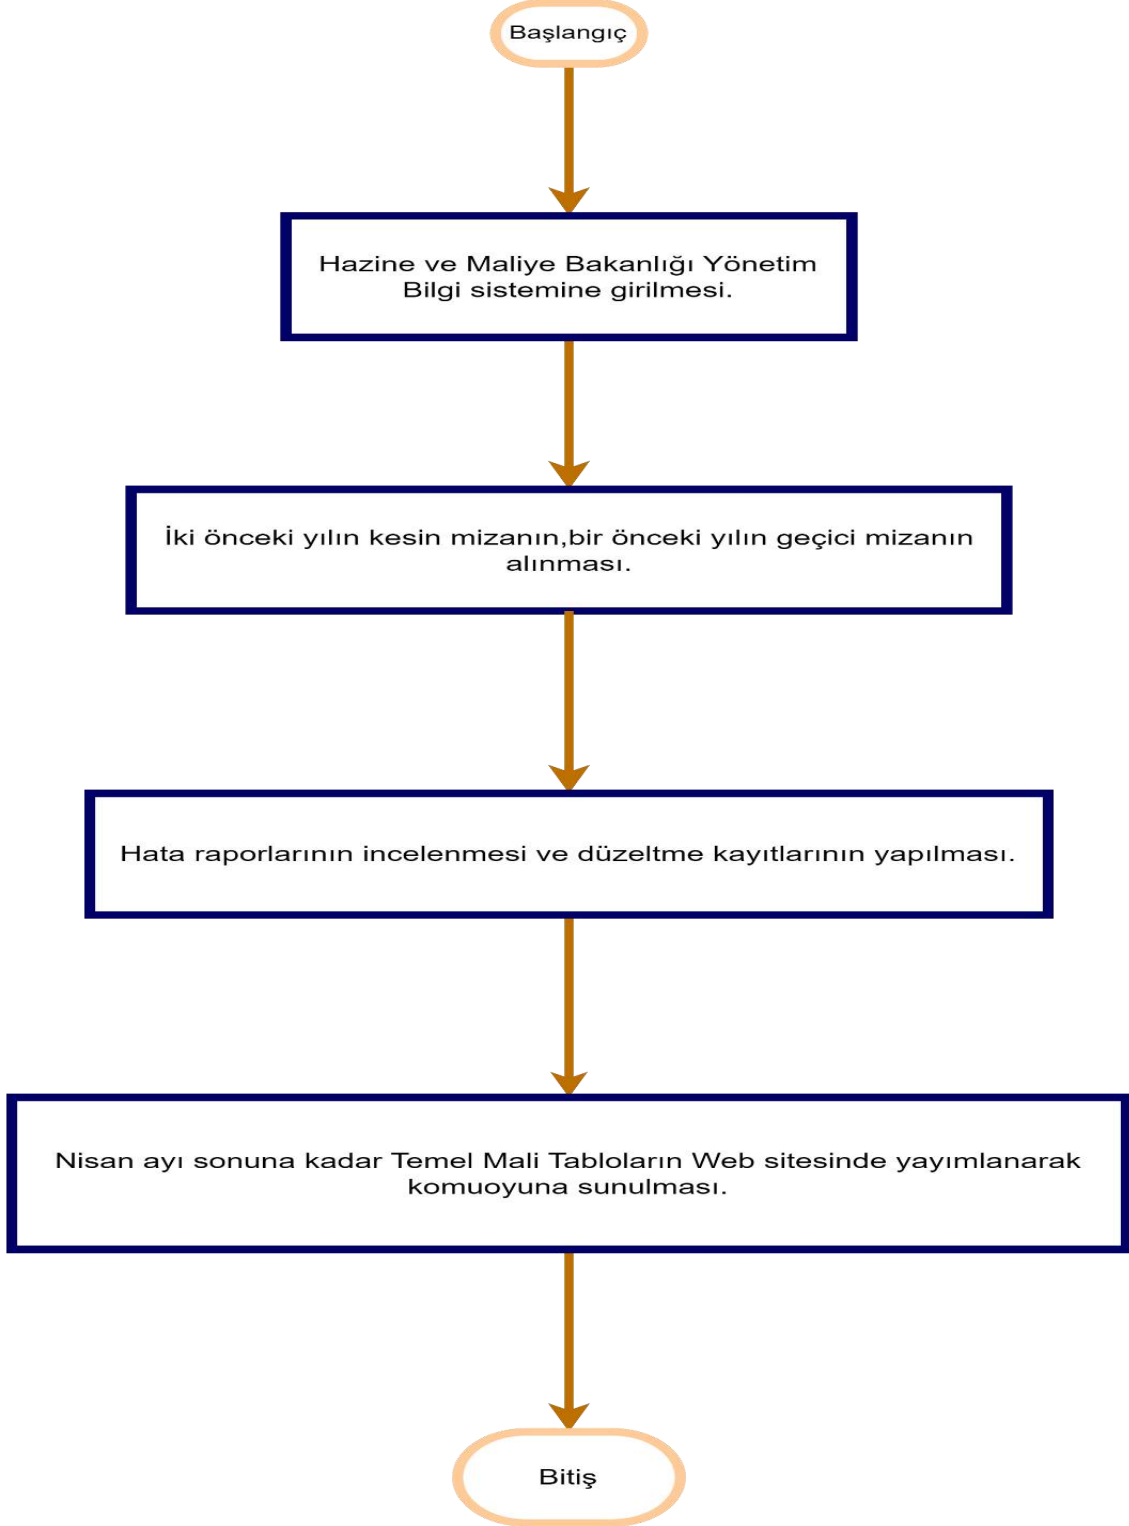 Başlangıç
Hazine ve Maliye Bakanlığı Yönetim
Bilgi sistemine girilmesi.
İki önceki yılın kesin mizanın,bir önceki yılın geçici mizanın
alınması.
Hata raporlarının incelenmesi ve düzeltme kayıtlarının yapılması.
Nisan ayı sonuna kadar Temel Mali Tabloların Web sitesinde yayımlanarak
komuoyuna sunulması.
Bitiş